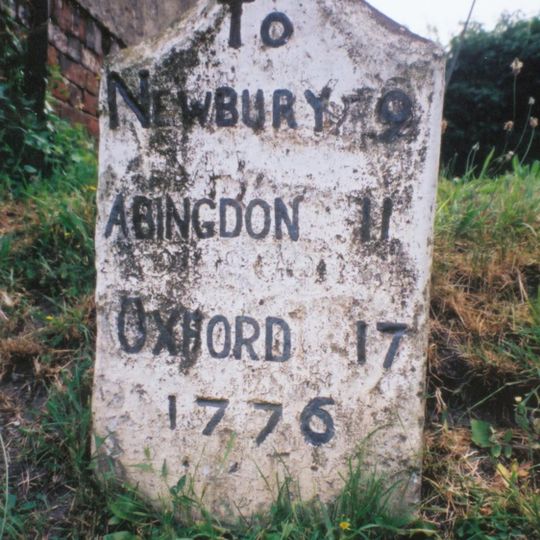 To
NEWBURY 9
ABINGDON 11
OXFORD 17
1776